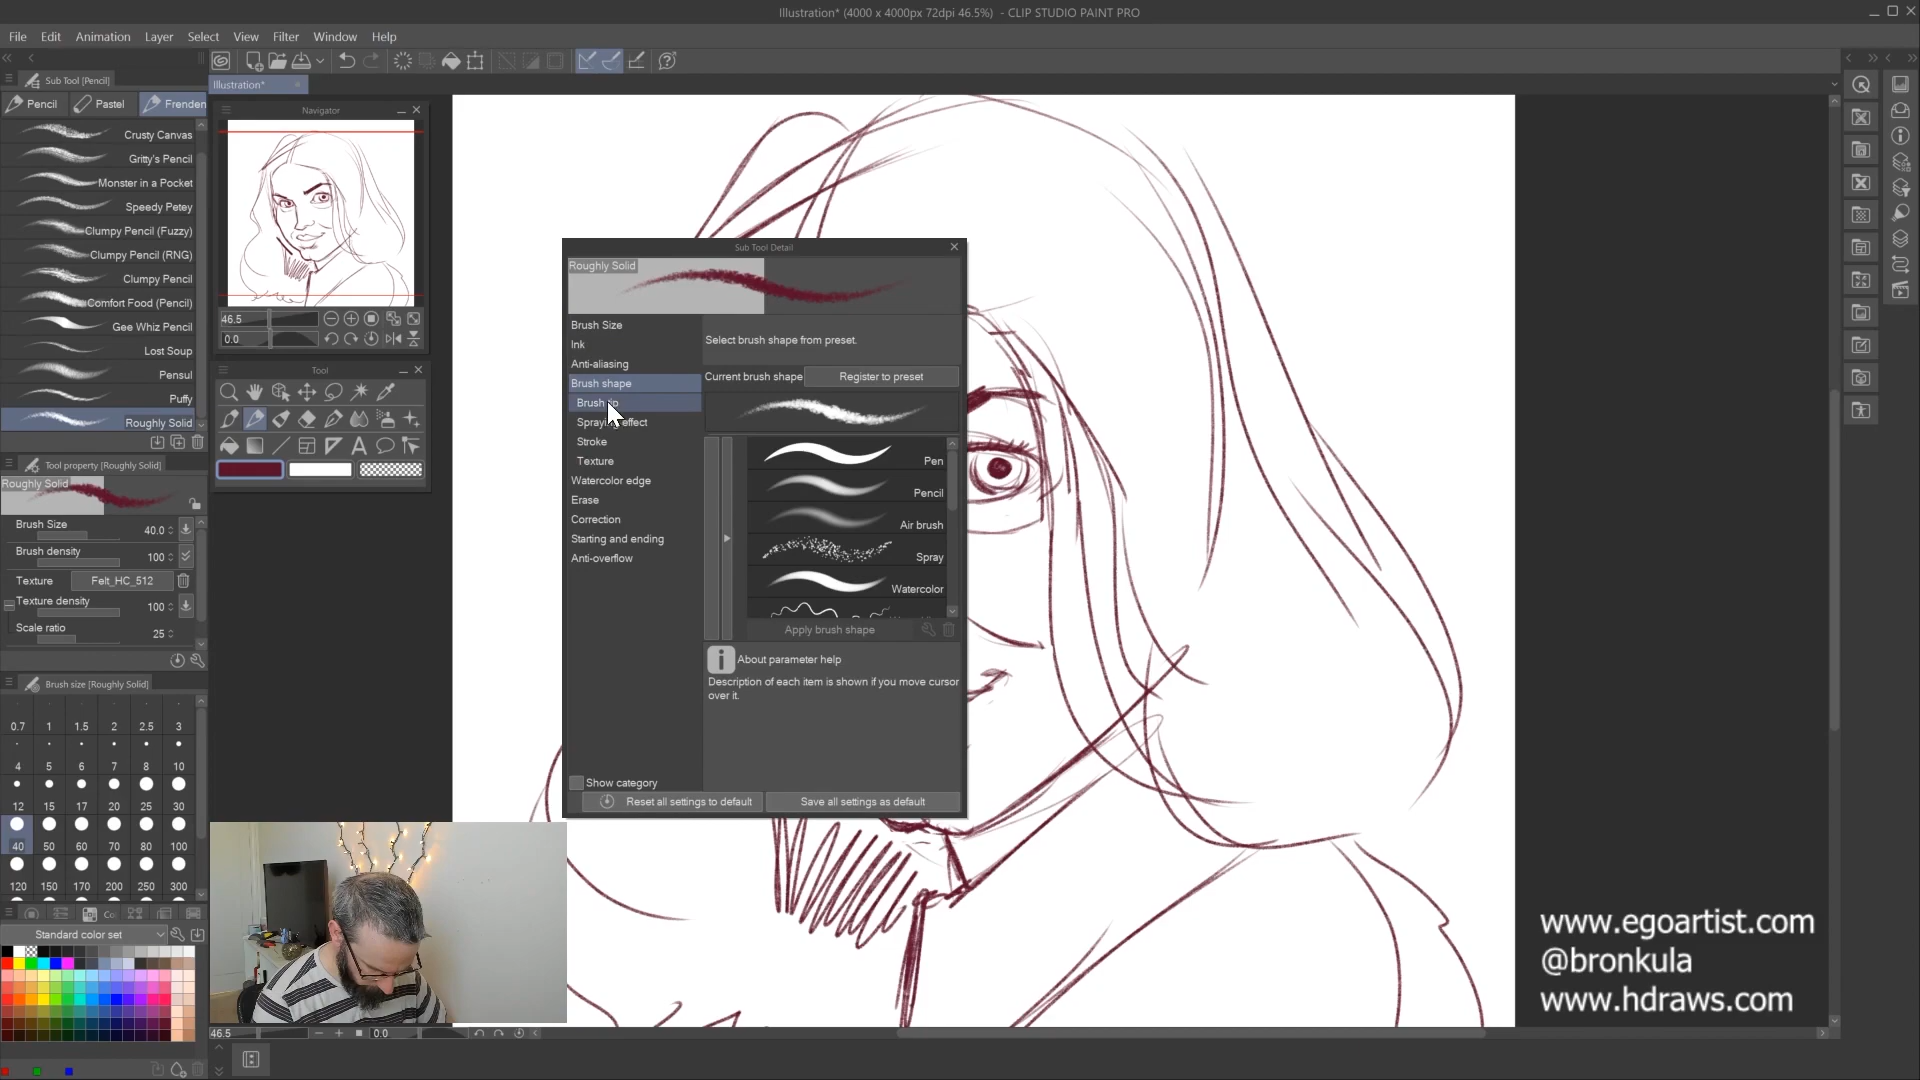 Illustration* (4000 x 4000px 72dpi 46.5%) - CLIP STUDIO PAINT PRO
File Edit Animation Layer Select View Filter Window Help
Sub Tool [Pencil]
Illustration*
Pencil Pastel Frenden
Crusty Canvas
Gritty's Pencil
Monster in a Pocket
Speedy Petey
Clumpy Pencil (Fuzzy)
Clumpy Pencil (RNG)
Clumpy Pencil
Comfort Food (Pencil)
Gee Whiz Pencil
Lost Soup
Pensul
Puffy
Roughly Solid
Tool property [Roughly Solid]
Roughly Solid
Brush Size 40.0
Brush density 100
Texture Felt_HC_512
Texture density 100
Scale ratio 25
Brush size [Roughly Solid]
0.7 1 1.5 2 2.5 3
4 5 6 7 8 10
12 15 17 20 25 30
40 50 60 70 80 100
120 150 170 200 250 300
Co
Standard color set
Navigator
46.5
0.0
Tool
Sub Tool Detail
Roughly Solid
Brush Size
Ink
Anti-aliasing
Brush shape
Brush
Stroke
Texture
Watercolor edge
Erase
Correction
Starting and ending
Anti-overflow
Show category
Select brush shape from preset.
Current brush shape Register to preset
Pen
Pencil
Air brush
Spray
Watercolor
Apply brush shape
About parameter help
Description of each item is shown if you move cursor
over it.
Reset all settings to default Save all settings as default
46.5 0.0
www.egoartist.com
@bronkula
www.hdraws.com